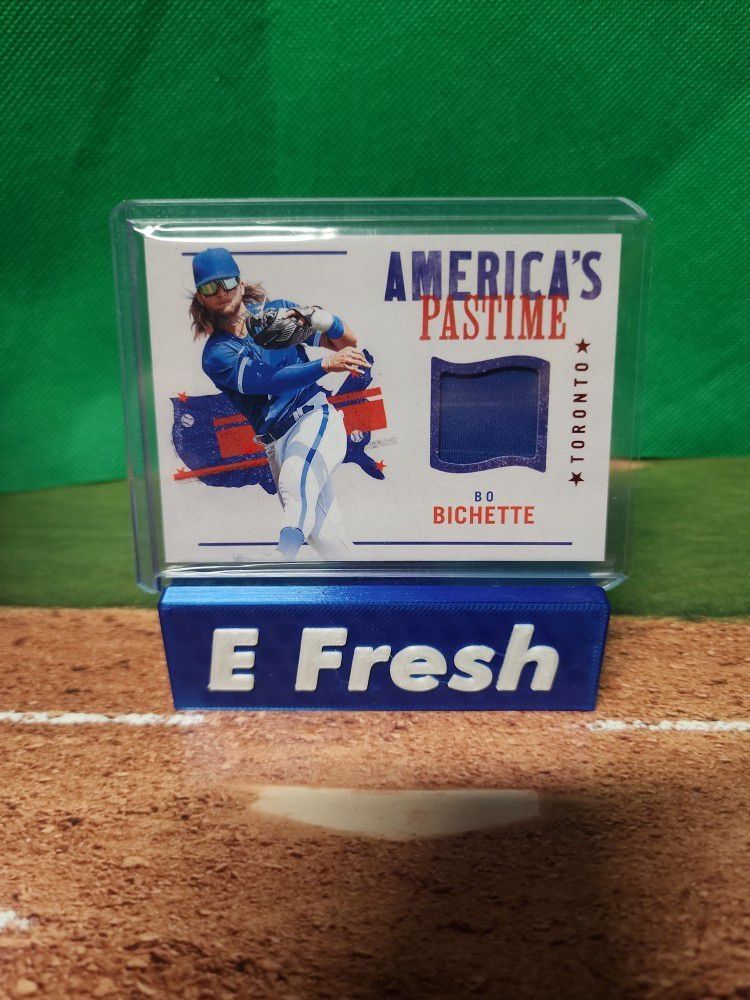 AMERICA'S
PASTIME
★TORONTO★
BO
BICHETTE
E Fresh